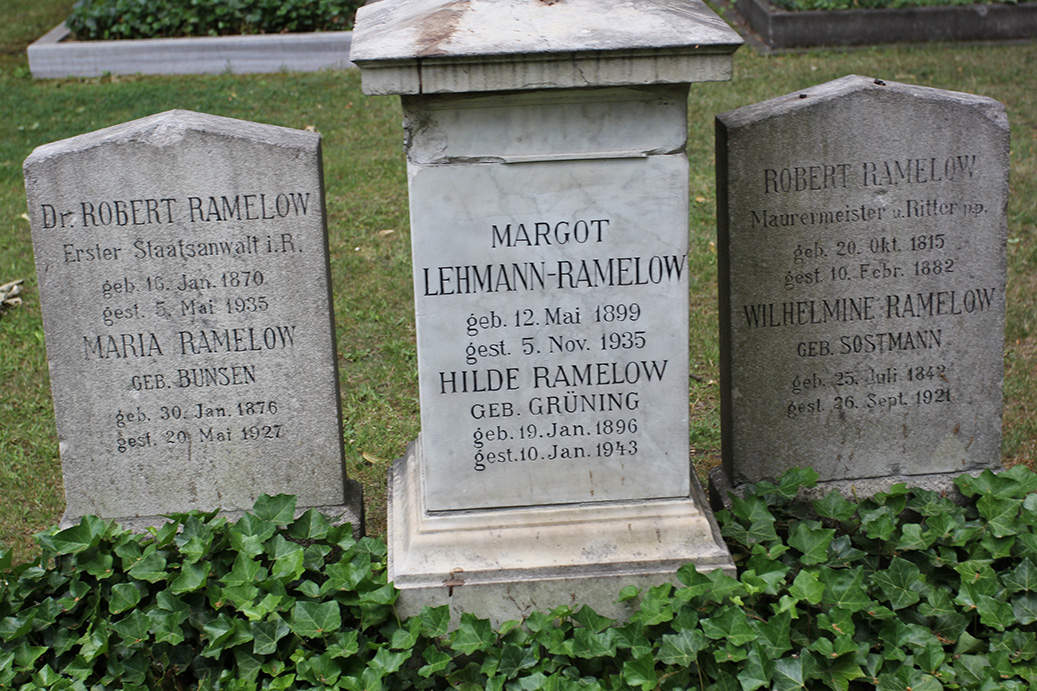 Dr. ROBERT RAMELOW
Erster Staatsanwalt i.R.
geb. 16. Jan. 1870
gest. 5. Mai 1935
MARIA RAMELOW
GEB. BUNSEN
geb. 30. Jan. 1876
gest. 20. Mai 1927
MARGOT
LEHMANN-RAMELOW
geb. 12. Mai 1899
gest. 5. Nov. 1935
HILDE RAMELOW
GEB. GRÜNING
geb. 19. Jan. 1896
gest. 10. Jan. 1943
ROBERT RAMELOW
Maurermeister u. Ritter pp.
geb. 20. Okt. 1815
gest. 10. Febr. 1882
WILHELMINE RAMELOW
GEB. SOSTMANN
geb. 25. Juli 1842
gest. 26. Sept. 1921